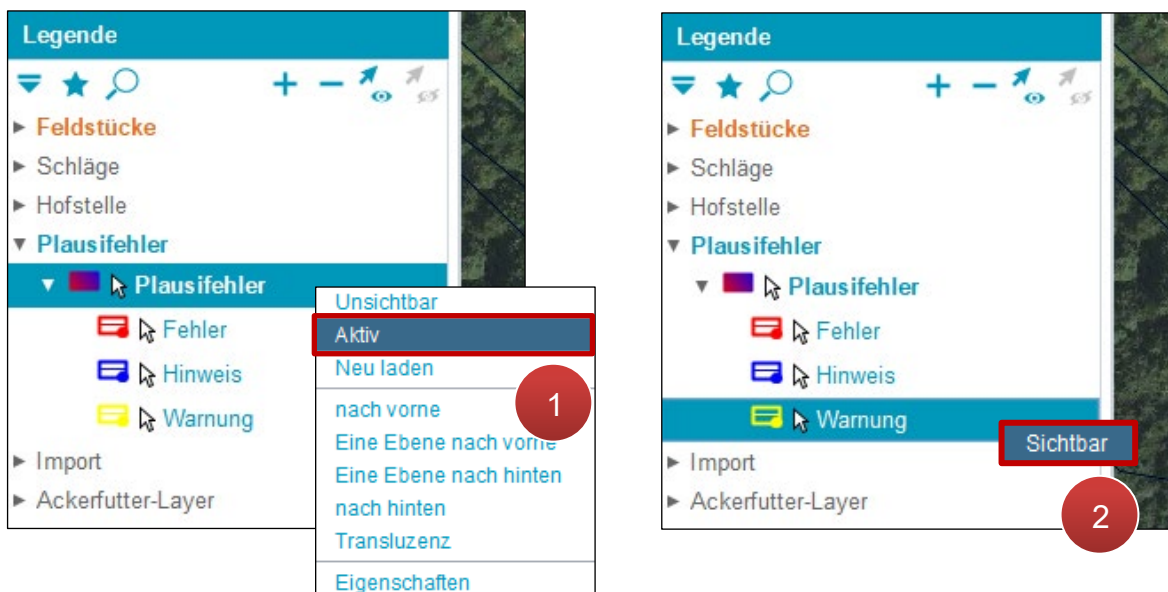 Legende
Feldstücke
Schläge
Hofstelle
Plausifehler
Plausifehler
Fehler
Hinweis
Warnung
Import
Ackerfutter-Layer
Unsichtbar
Aktiv
Neu laden
nach vorne
Eine Ebene nach vorne
Eine Ebene nach hinten
nach hinten
Transluzenz
Eigenschaften
1
Legende
Feldstücke
Schläge
Hofstelle
Plausifehler
Plausifehler
Fehler
Hinweis
Warnung
Sichtbar
Import
Ackerfutter-Layer
2